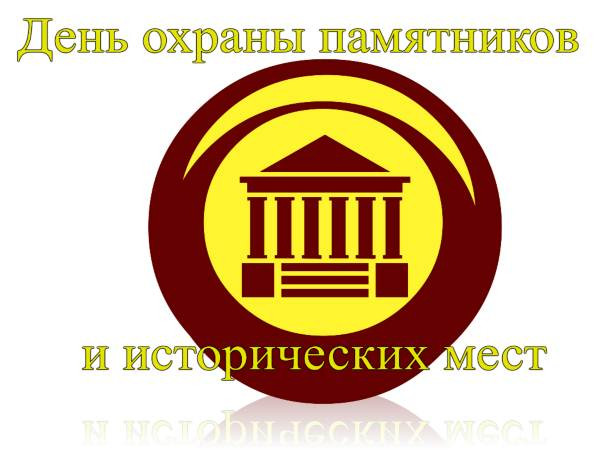 День охраны памятников
и исторических мест